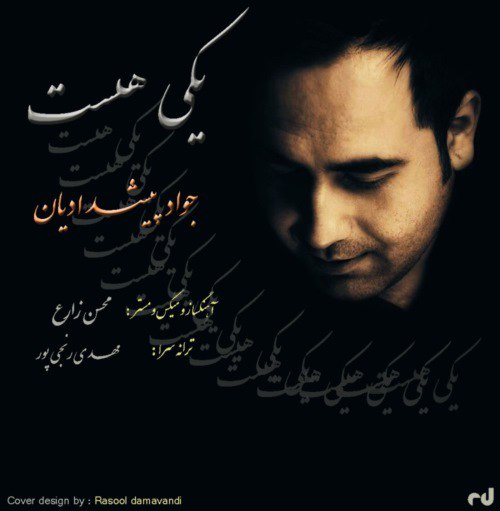 یکی هست
جواد پیشدادیان
آهنگساز و میکس و مستر: محسن زارع
ترانه سرا: مهدی رنجی پور
Cover design by : Rasool damavandi